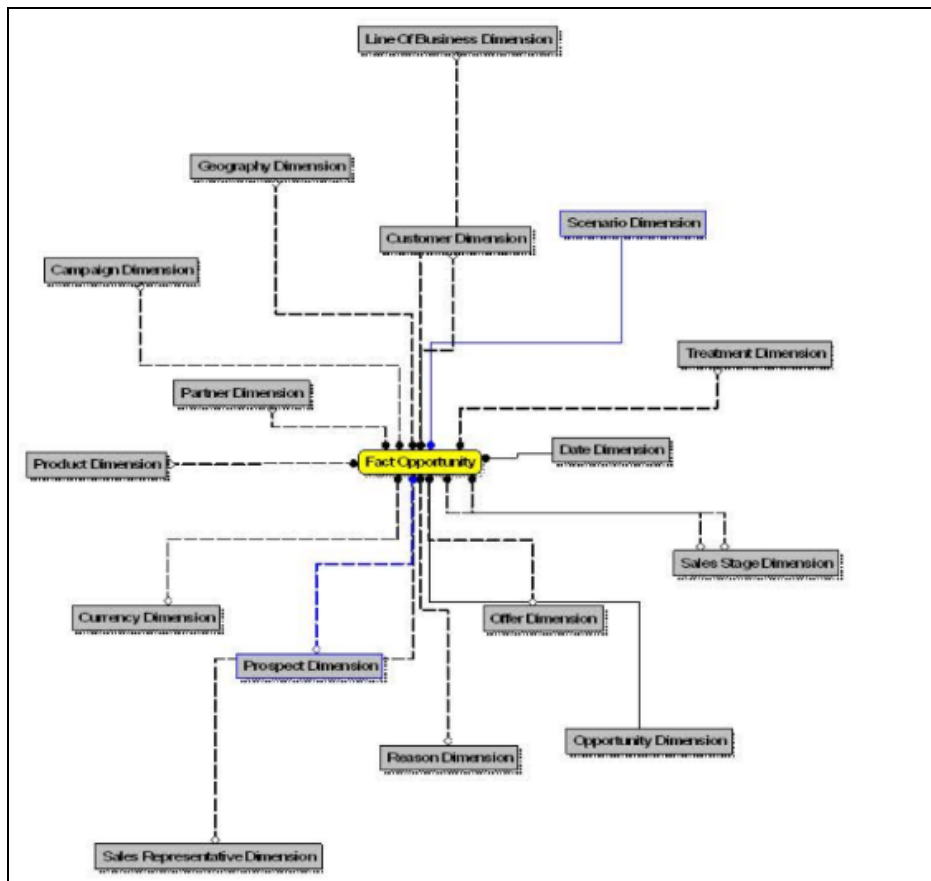 Line Of Business Dimension
Geography Dimension
Scenario Dimension
Customer Dimension
Campaign Dimension
Treatment Dimension
Partner Dimension
Date Dimension
Fact Opportunity
Product Dimension
Sales Stage Dimension
Currency Dimension
Offer Dimension
Prospect Dimension
Opportunity Dimension
Reason Dimension
Sales Representative Dimension